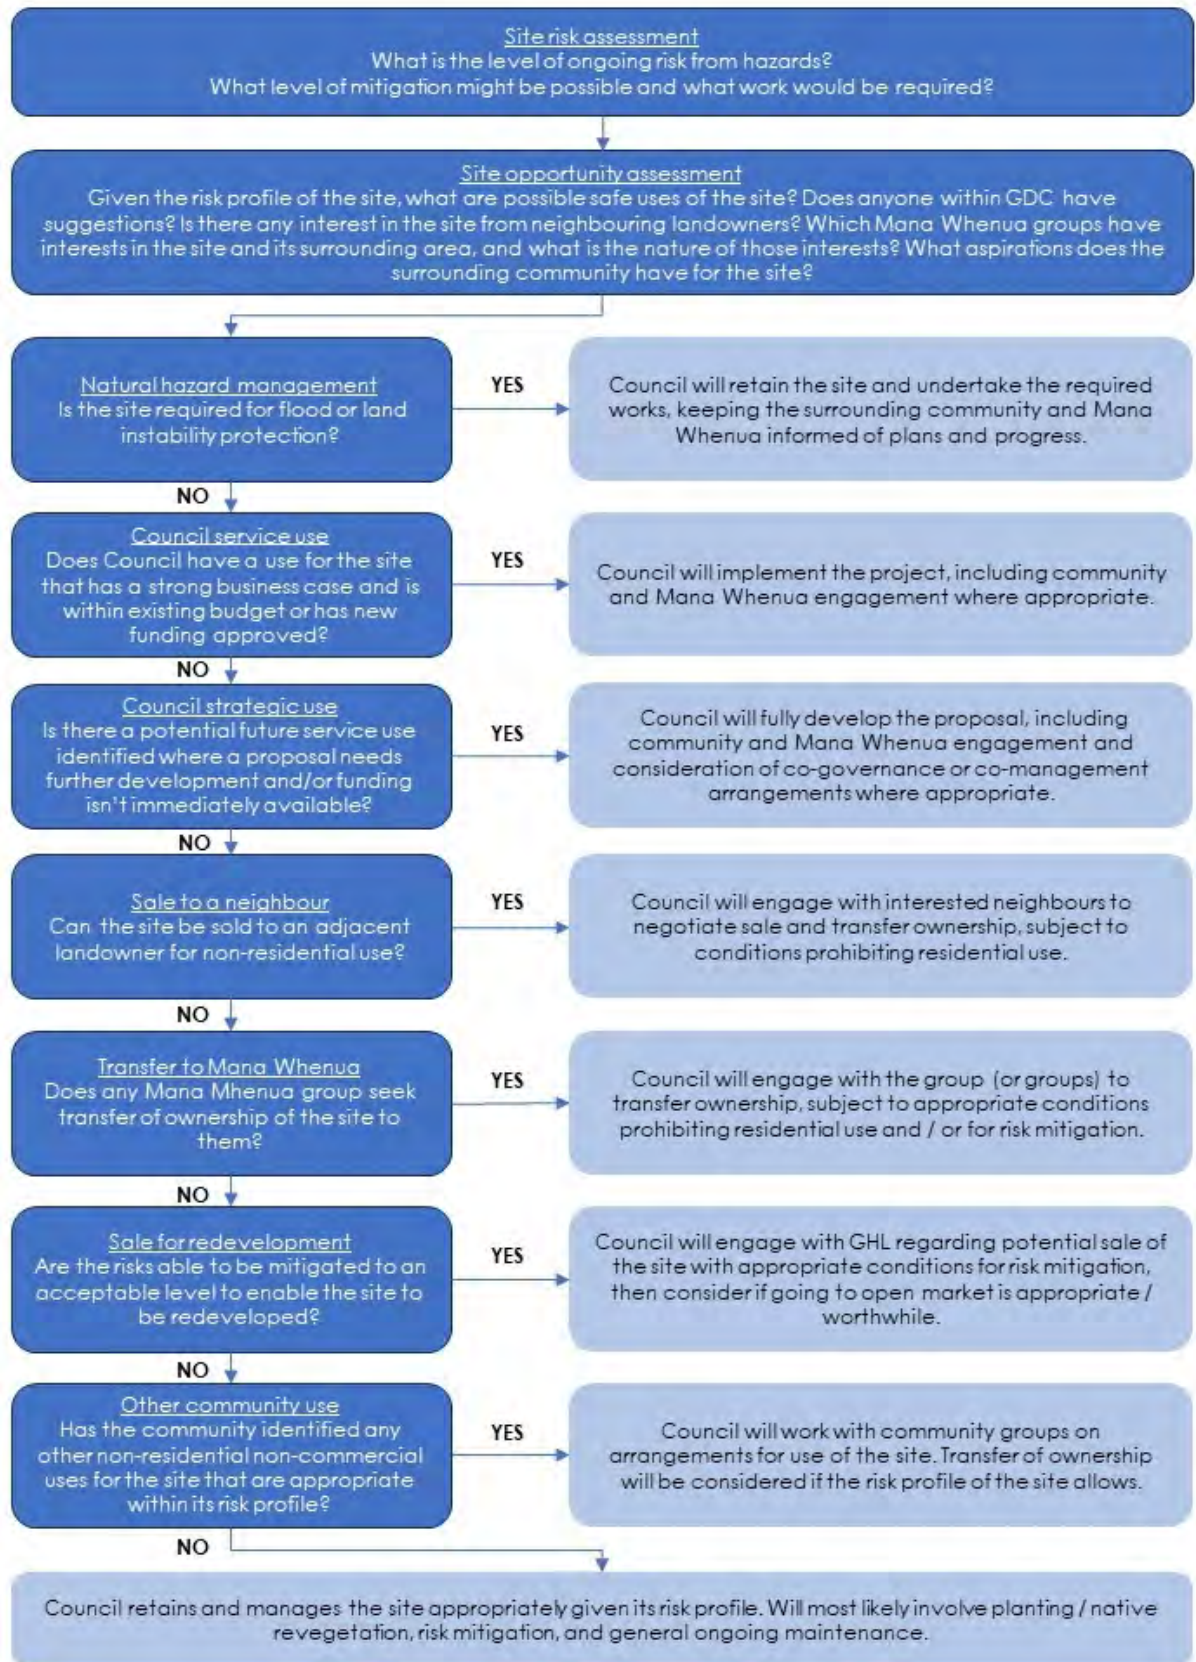 Site risk assessment
What is the level of ongoing risk from hazards?
What level of mitigation might be possible and what work would be required?
Site opportunity assessment
Given the risk profile of the site, what are possible safe uses of the site? Does anyone within GDC have
suggestions? Is there any interest in the site from neighbouring landowners? Which Mana Whenua groups have
interests in the site and its surrounding area, and what is the nature of those interests? What aspirations does the
surrounding community have for the site?
Natural hazard management
Is the site required for flood or land
instability protection?
YES
Council will retain the site and undertake the required
works, keeping the surrounding community and Mana
Whenua informed of plans and progress.
NO
Council service use
Does Council have a use for the site
that has a strong business case and is
within existing budget or has new
funding approved?
YES
Council will implement the project, including community
and Mana Whenua engagement where appropriate.
NO
Council strategic use
Is there a potential future service use
identified where a proposal needs
further development and/or funding
isn't immediately available?
YES
Council will fully develop the proposal, including
community and Mana Whenua engagement and
consideration of co-governance or co-management
arrangements where appropriate.
NO
Sale to a neighbour
Can the site be sold to an adjacent
landowner for non-residential use?
YES
Council will engage with interested neighbours to
negotiate sale and transfer ownership, subject to
conditions prohibiting residential use.
NO
Transfer to Mana Whenua
Does any Mana Mhenua group seek
transfer of ownership of the site to
them?
YES
Council will engage with the group (or groups) to
transfer ownership, subject to appropriate conditions
prohibiting residential use and / or for risk mitigation.
NO
Sale for redevelopment
Are the risks able to be mitigated to an
acceptable level to enable the site to
be redeveloped?
YES
Council will engage with GHL regarding potential sale of
the site with appropriate conditions for risk mitigation,
then consider if going to open market is appropriate /
worthwhile.
NO
Other community use
Has the community identified any
other non-residential non-commercial
uses for the site that are appropriate
within its risk profile?
YES
Council will work with community groups on
arrangements for use of the site. Transfer of ownership
will be considered if the risk profile of the site allows.
NO
Council retains and manages the site appropriately given its risk profile. Will most likely involve planting / native
revegetation, risk mitigation, and general ongoing maintenance.